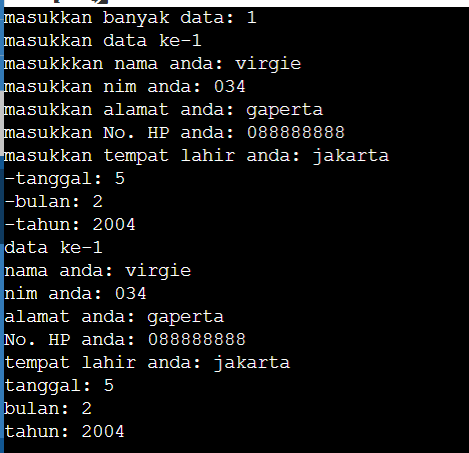 masukkan banyak data: 1
masukkan data ke-1
masukkkan nama anda: virgie
masukkan nim anda: 034
masukkan alamat anda: gaperta
masukkan No. HP anda: 088888888
masukkan tempat lahir anda: jakarta
-tanggal: 5
-bulan: 2
-tahun: 2004
data ke-1
nama anda: virgie
nim anda: 034
alamat anda: gaperta
No. HP anda: 088888888
tempat lahir anda: jakarta
tanggal: 5
bulan: 2
tahun: 2004